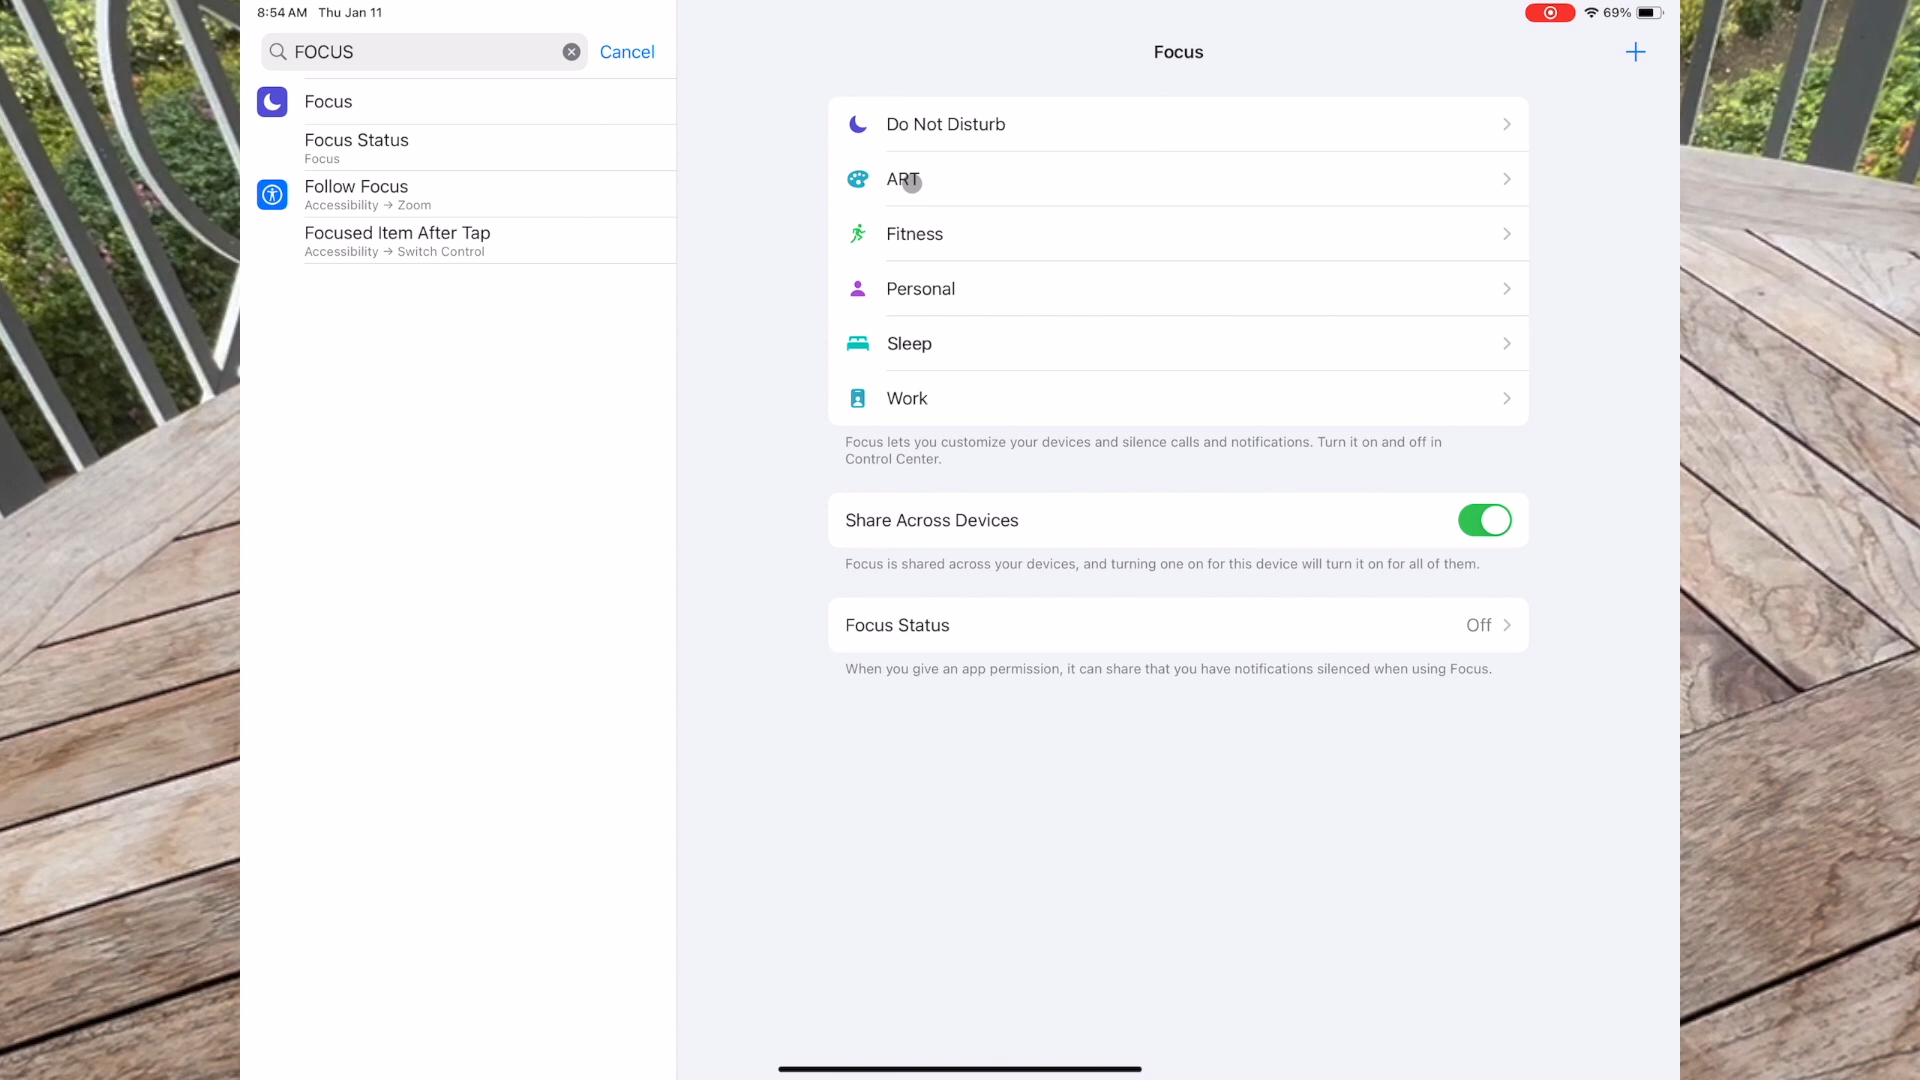 8:54 AM Thu Jan 11
69%
FOCUS
Cancel
Focus
Focus Status
Focus
Follow Focus
Accessibility → Zoom
Focused Item After Tap
Accessibility → Switch Control
Focus
Do Not Disturb
ART
Fitness
Personal
Sleep
Work
Focus lets you customize your devices and silence calls and notifications. Turn it on and off in
Control Center.
Share Across Devices
Focus is shared across your devices, and turning one on for this device will turn it on for all of them.
Focus Status Off
When you give an app permission, it can share that you have notifications silenced when using Focus.